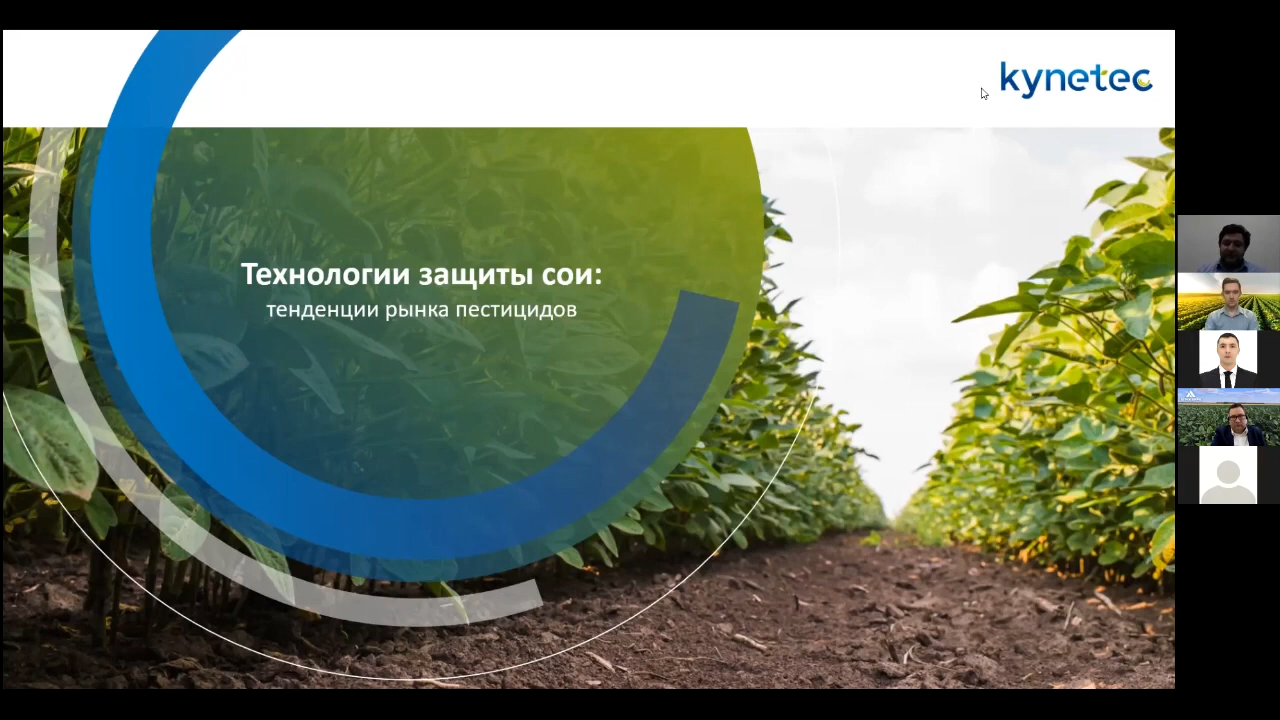 kynetec
Технологии защиты сои:
тенденции рынка пестицидов